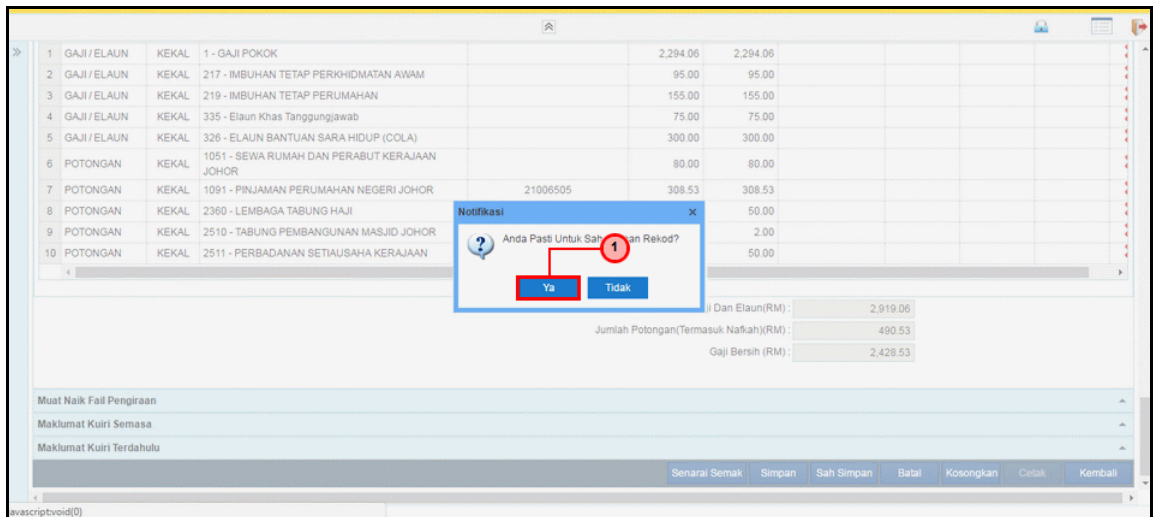 1 GAJI / ELAUN KEKAL 1 - GAJI POKOK 2,294.06 2,294.06
2 GAJI / ELAUN KEKAL 217 - IMBUHAN TETAP PERKHIDMATAN AWAM 95.00 95.00
3 GAJI / ELAUN KEKAL 219 - IMBUHAN TETAP PERUMAHAN 155.00 155.00
4 GAJI / ELAUN KEKAL 335 - Elaun Khas Tanggungjawab 75.00 75.00
5 GAJI / ELAUN KEKAL 326 - ELAUN BANTUAN SARA HIDUP (COLA) 300.00 300.00
6 POTONGAN KEKAL 1051 - SEWA RUMAH DAN PERABUT KERAJAAN JOHOR 80.00 80.00
7 POTONGAN KEKAL 1091 - PINJAMAN PERUMAHAN NEGERI JOHOR 21006505 308.53 308.53
8 POTONGAN KEKAL 2360 - LEMBAGA TABUNG HAJI 50.00
9 POTONGAN KEKAL 2510 - TABUNG PEMBANGUNAN MASJID JOHOR 2.00
10 POTONGAN KEKAL 2511 - PERBADANAN SETIAUSAHA KERAJAAN 50.00
Notifikasi x
Anda Pasti Untuk Sah an Rekod?
1
Ya Tidak
i Dan Elaun(RM) : 2,919.06
Jumlah Potongan(Termasuk Nafkah)(RM) : 490.53
Gaji Bersih (RM) : 2,428.53
Muat Naik Fail Pengiraan
Maklumat Kuiri Semasa
Maklumat Kuiri Terdahulu
Senarai Semak Simpan Sah Simpan Batal Kosongkan Cetak Kembali
avascript:void(0)